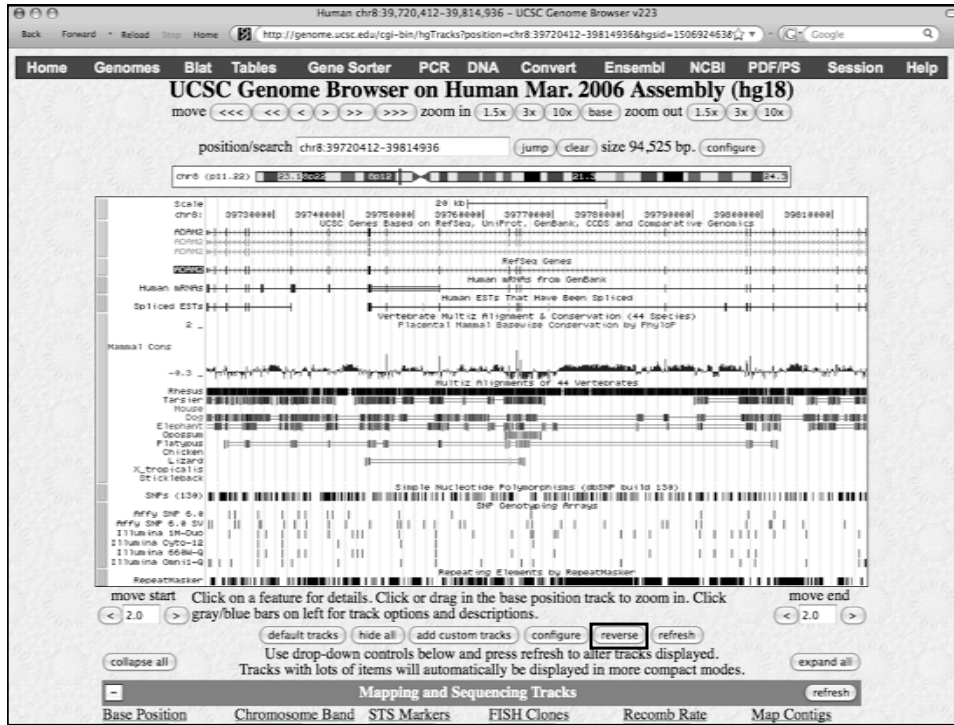 Human chr8:39,720,412-39,814,936 – UCSC Genome Browser v223
Back Forward Reload Stop Home http://genome.ucsc.edu/cgi-bin/hgTracks?position=chr8:39720412-39814936&hgsid=1506924638 Google
Home Genomes Blat Tables Gene Sorter PCR DNA Convert Ensembl NCBI PDF/PS Session Help
UCSC Genome Browser on Human Mar. 2006 Assembly (hg18)
move <<< << < > >> >>> zoom in 1.5x 3x 10x base zoom out 1.5x 3x 10x
position/search chr8:39720412-39814936 jump clear size 94,525 bp. configure
chr8 (p11.22) 23.1 8p22 8p12 21.3 24.3
Scale 20 kb
chr8: 39730000 39740000 39750000 39760000 39770000 39780000 39790000 39800000 39810000
UCSC Genes Based on RefSeq, UniProt, GenBank, CCDS and Comparative Genomics
ADAM2
ADAM2
ADAM2
RefSeq Genes
ADAM2
Human mRNAs from GenBank
Human mRNAs
Human ESTs That Have Been Spliced
Spliced ESTs
Vertebrate Multiz Alignment & Conservation (44 Species)
Placental Mammal Basewise Conservation by PhyloP
2 _
Mammal Cons
-0.3 _
Multiz Alignments of 44 Vertebrates
Rhesus
Tarsier
Mouse
Dog
Elephant
Opossum
Platypus
Chicken
Lizard
X_tropicalis
Stickleback
Simple Nucleotide Polymorphisms (dbSNP build 130)
SNPs (130)
SNP Genotyping Arrays
Affy SNP 6.0
Affy SNP 6.0 SV
Illumina 1M-Duo
Illumina Cyto-12
Illumina 660W-Q
Illumina Omni1-Q
Repeating Elements by RepeatMasker
RepeatMasker
move start Click on a feature for details. Click or drag in the base position track to zoom in. Click move end
< 2.0 > gray/blue bars on left for track options and descriptions. < 2.0 >
default tracks hide all add custom tracks configure reverse refresh
collapse all Use drop-down controls below and press refresh to alter tracks displayed. expand all
Tracks with lots of items will automatically be displayed in more compact modes.
- Mapping and Sequencing Tracks refresh
Base Position Chromosome Band STS Markers FISH Clones Recomb Rate Map Contigs